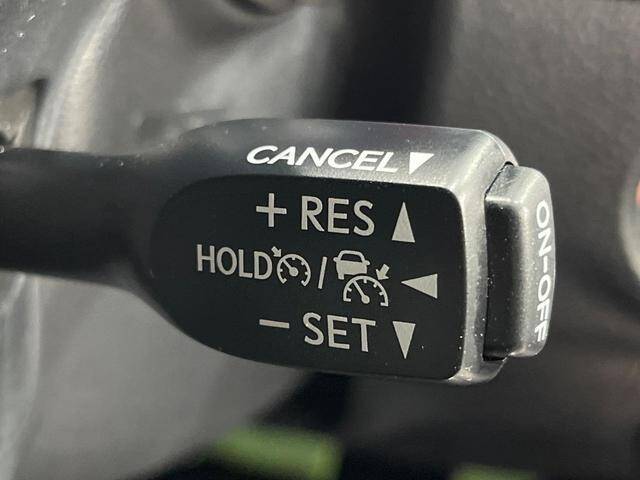 CANCEL▼
+ RES ▲
HOLD / ◀
− SET ▼
ON-OFF